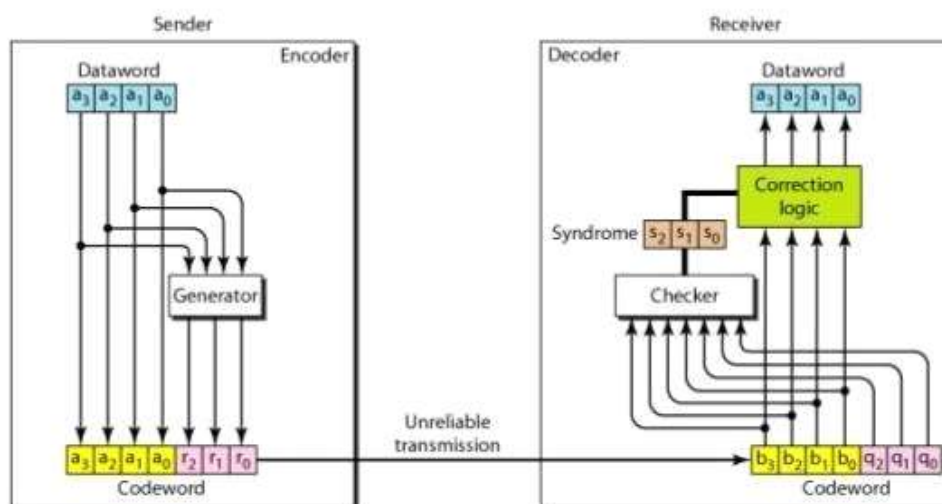 Sender
Receiver
Encoder
Decoder
Dataword
Dataword
a3 a2 a1 a0
a3 a2 a1 a0
Correction
logic
Syndrome
s2 s1 s0
Generator
Checker
Unreliable
transmission
a3 a2 a1 a0 r2 r1 r0
b3 b2 b1 b0 q2 q1 q0
Codeword
Codeword